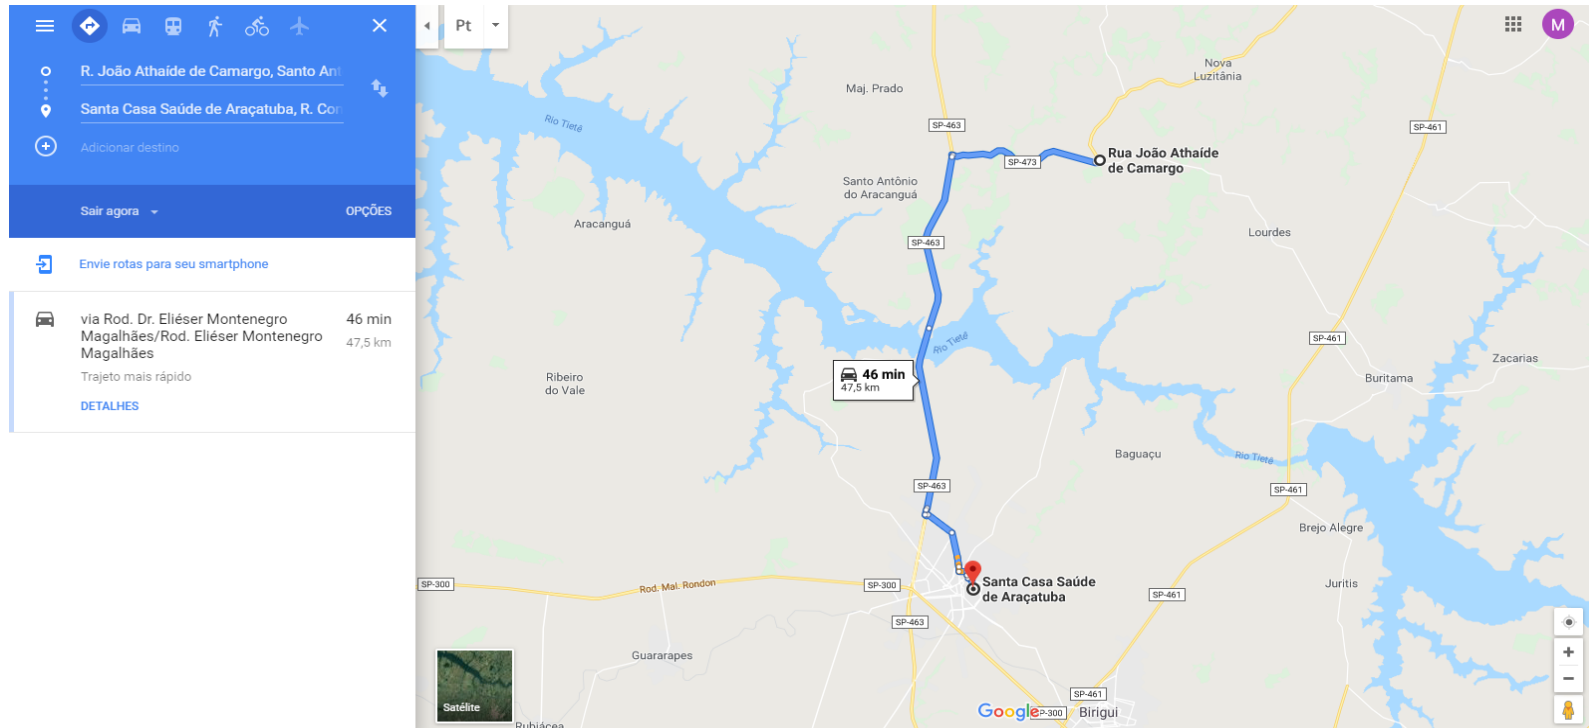 Pt
M
R. João Athaíde de Camargo, Santo Ant
Santa Casa Saúde de Araçatuba, R. Con
Adicionar destino
Sair agora
OPÇÕES
Envie rotas para seu smartphone
via Rod. Dr. Eliéser Montenegro
Magalhães/Rod. Eliéser Montenegro
Magalhães
46 min
47,5 km
Trajeto mais rápido
DETALHES
Nova
Luzitânia
Maj. Prado
Rio Tietê
SP-463
SP-461
Rua João Athaíde
de Camargo
SP-473
Santo Antônio
do Aracanguá
Aracanguá
Lourdes
SP-463
SP-461
Rio Tietê
Zacarias
46 min
47,5 km
Ribeiro
do Vale
Buritama
Baguaçu
Rio Tietê
SP-463
SP-461
Brejo Alegre
SP-300
Rod. Mal. Rondon
SP-300
Santa Casa Saúde
de Araçatuba
Juritis
SP-461
SP-463
Guararapes
Satélite
SP-461
Google
P-300
Birigui
Rubiácea